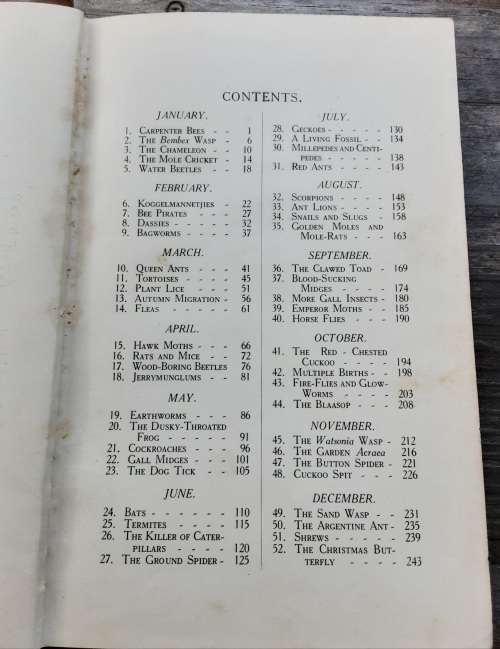 CONTENTS.
JANUARY.
1. CARPENTER BEES - - 1
2. THE Bembex WASP - 6
3. THE CHAMELEON - - 10
4. THE MOLE CRICKET - 14
5. WATER BEETLES - - 18
FEBRUARY.
6. KOGGELMANNETJIES - 22
7. BEE PIRATES - - - 27
8. DASSIES - - - - - 32
9. BAGWORMS - - - - 37
MARCH.
10. QUEEN ANTS - - - 41
11. TORTOISES - - - - 45
12. PLANT LICE - - - 51
13. AUTUMN MIGRATION - 56
14. FLEAS - - - - - 61
APRIL.
15. HAWK MOTHS - - - 66
16. RATS AND MICE - - 72
17. WOOD-BORING BEETLES 76
18. JERRYMUNGLUMS - - 81
MAY.
19. EARTHWORMS - - - 86
20. THE DUSKY-THROATED
FROG - - - - - 91
21. COCKROACHES - - - 96
22. GALL MIDGES - - - 101
23. THE DOG TICK - - 105
JUNE.
24. BATS - - - - - - 110
25. TERMITES - - - - 115
26. THE KILLER OF CATER-
PILLARS - - - - 120
27. THE GROUND SPIDER - 125
JULY.
28. GECKOES - - - - - 130
29. A LIVING FOSSIL - - - 134
30. MILLEPEDES AND CENTI-
PEDES - - - - - 138
31. RED ANTS - - - - 143
AUGUST.
32. SCORPIONS - - - - 148
33. ANT LIONS - - - - 153
34. SNAILS AND SLUGS - 158
35. GOLDEN MOLES AND
MOLE-RATS - - - 163
SEPTEMBER.
36. THE CLAWED TOAD - 169
37. BLOOD-SUCKING
MIDGES - - - - 174
38. MORE GALL INSECTS - 180
39. EMPEROR MOTHS - - 185
40. HORSE FLIES - - - 190
OCTOBER.
41. THE RED - CHESTED
CUCKOO - - - - 194
42. MULTIPLE BIRTHS - - 198
43. FIRE-FLIES AND GLOW-
WORMS - - - - 203
44. THE BLAASOP - - - 208
NOVEMBER.
45. THE Watsonia WASP - 212
46. THE GARDEN Acraea 216
47. THE BUTTON SPIDER - 221
48. CUCKOO SPIT - - - 226
DECEMBER.
49. THE SAND WASP - - 231
50. THE ARGENTINE ANT - 235
51. SHREWS - - - - - 239
52. THE CHRISTMAS BUT-
TERFLY - - - - 243